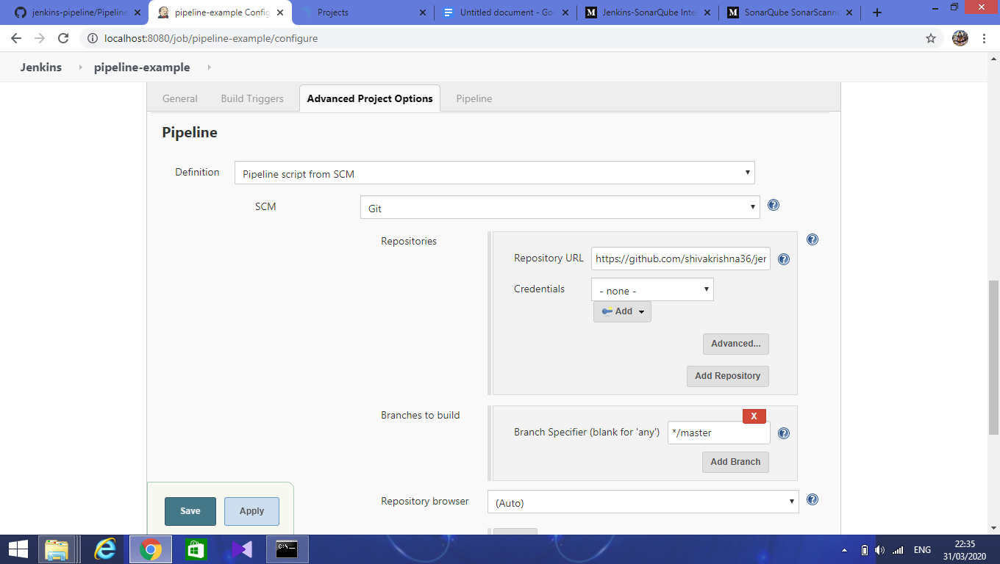 jenkins-pipeline/Pipeline pipeline-example Config Projects Untitled document - Go Jenkins-SonarQube Inte SonarQube SonarScanne
localhost:8080/job/pipeline-example/configure
Jenkins pipeline-example
General Build Triggers Advanced Project Options Pipeline
Pipeline
Definition Pipeline script from SCM
SCM Git
Repositories
Repository URL https://github.com/shivakrishna36/jer
Credentials - none -
Add
Advanced...
Add Repository
Branches to build
X
Branch Specifier (blank for 'any') */master
Add Branch
Repository browser (Auto)
Save Apply
ENG 22:35
31/03/2020